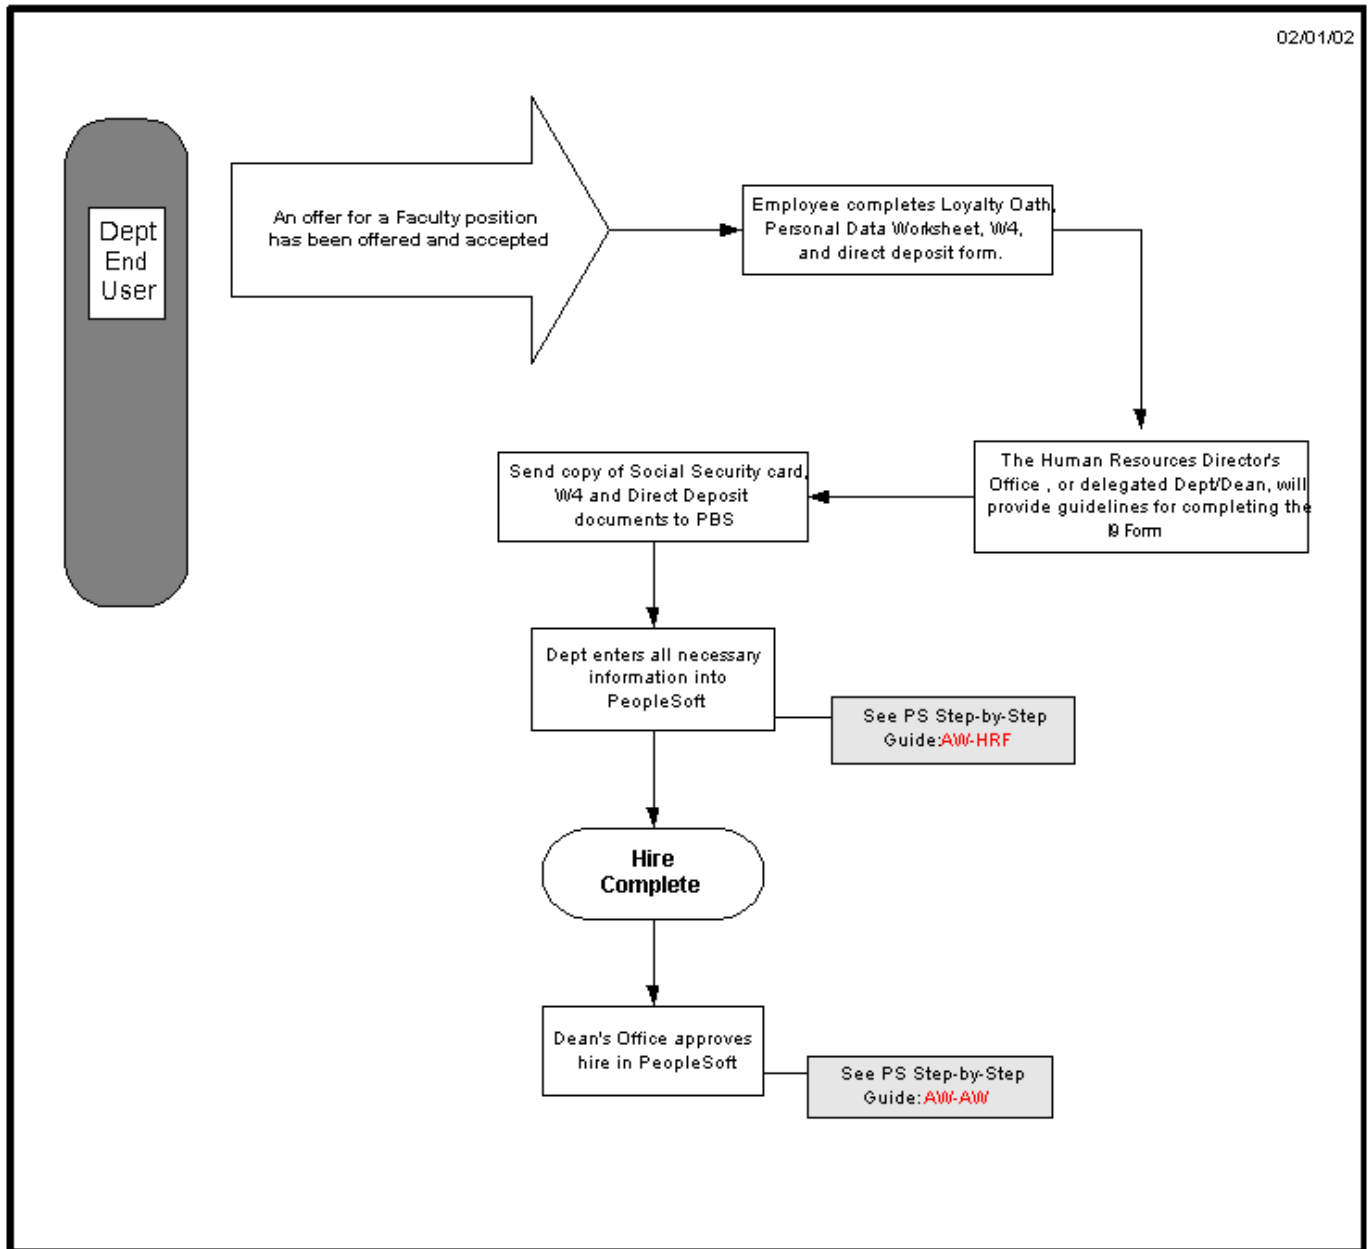 02/01/02
Dept
End
User
An offer for a Faculty position
has been offered and accepted
Employee completes Loyalty Oath,
Personal Data Worksheet, W4,
and direct deposit form.
The Human Resources Director's
Office , or delegated Dept/Dean, will
provide guidelines for completing the
I9 Form
Send copy of Social Security card,
W4 and Direct Deposit
documents to PBS
Dept enters all necessary
information into
PeopleSoft
See PS Step-by-Step
Guide:AW-HRF
Hire
Complete
Dean's Office approves
hire in PeopleSoft
See PS Step-by-Step
Guide: AW-AW